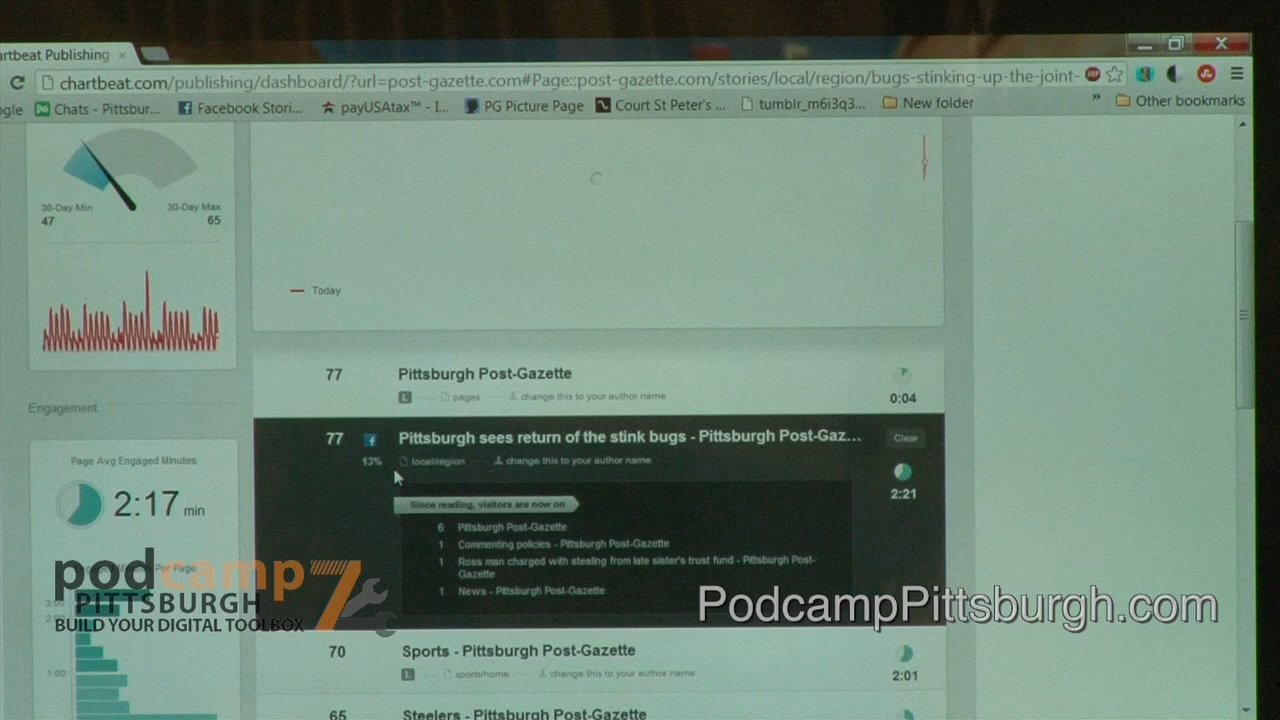 artbeat Publishing
chartbeat.com/publishing/dashboard/?url=post-gazette.com#Page::post-gazette.com/stories/local/region/bugs-stinking-up-the-joint-
ogle Chats - Pittsbur... Facebook Stori... payUSAtax™ - I... PG Picture Page Court St Peter's ... tumblr_m6i3q3... New folder » Other bookmarks
30-Day Min 30-Day Max
47 65
Today
77 Pittsburgh Post-Gazette
L pages change this to your author name
0:04
Engagement
77 Pittsburgh sees return of the stink bugs - Pittsburgh Post-Gaz... Clear
13% local/region change this to your author name
2:21
Page Avg Engaged Minutes
2:17 min
Since reading, visitors are now on
6 Pittsburgh Post-Gazette
1 Commenting policies - Pittsburgh Post-Gazette
1 Ross man charged with stealing from late sister's trust fund - Pittsburgh Post-
Gazette
1 News - Pittsburgh Post-Gazette
Per Page
podcamp 7
PITTSBURGH
BUILD YOUR DIGITAL TOOLBOX
PodcampPittsburgh.com
70 Sports - Pittsburgh Post-Gazette
L sports/home change this to your author name
2:01
1:00
65 Steelers - Pittsburgh Post-Gazette